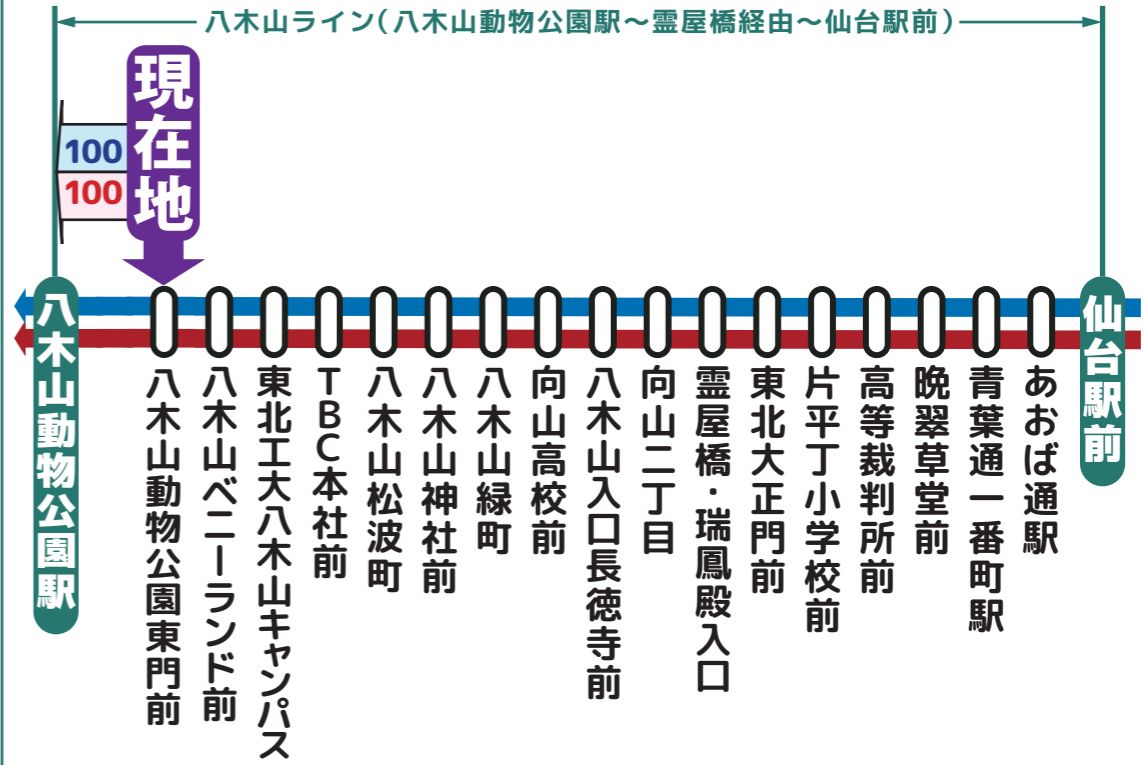 八木山ライン(八木山動物公園駅～霊屋橋経由～仙台駅前)
現在地
100
100
八木山動物公園駅
八木山動物公園東門前
八木山ベニーランド前
東北工大八木山キャンパス
TBC本社前
八木山松波町
八木山神社前
八木山緑町
向山高校前
八木山入口長徳寺前
向山二丁目
霊屋橋・瑞鳳殿入口
東北大正門前
片平丁小学校前
高等裁判所前
晩翠草堂前
青葉通一番町駅
あおば通駅
仙台駅前